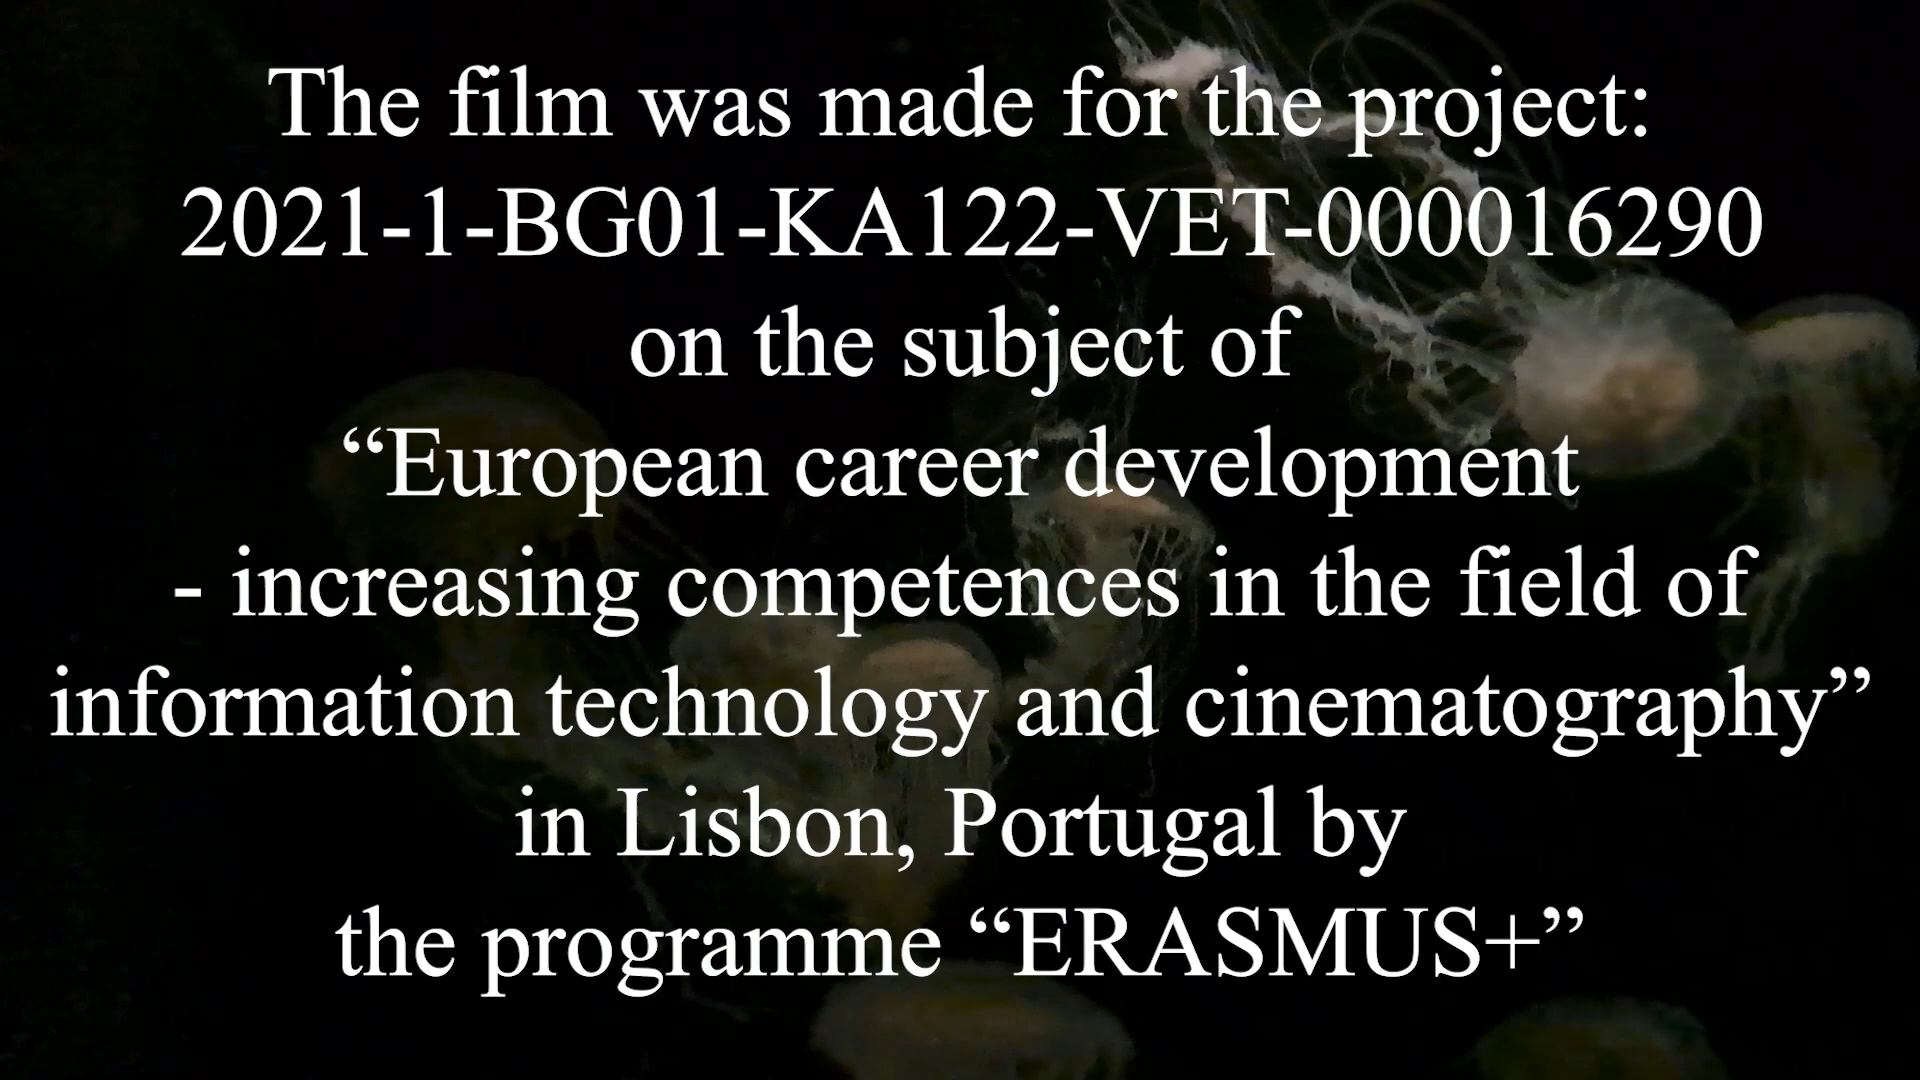 The film was made for the project:
2021-1-BG01-KA122-VET-000016290
on the subject of
“European career development
- increasing competences in the field of
information technology and cinematography”
in Lisbon, Portugal by
the programme “ERASMUS+”